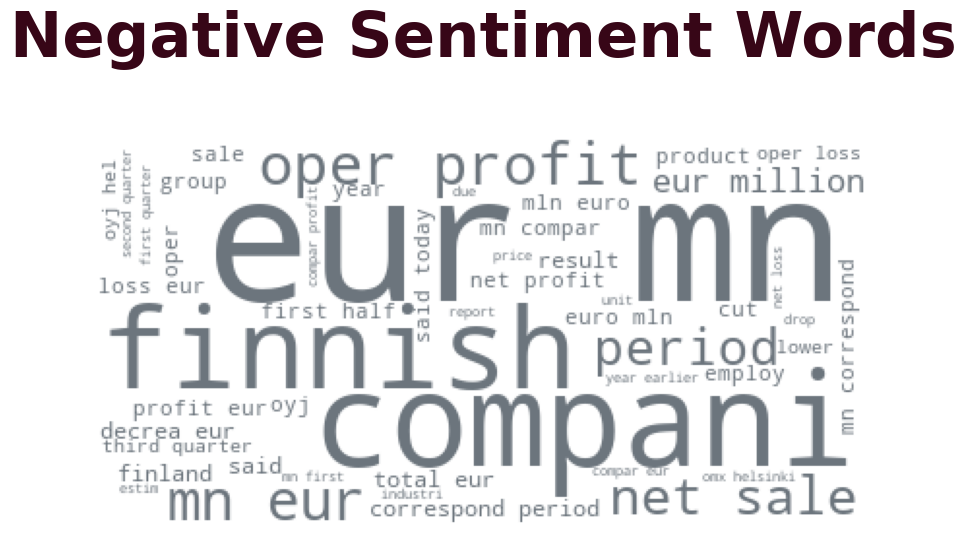 Negative Sentiment Words
sale
oper profit
product
oper loss
oyj hel
second quarter
first quarter
group
year
due
eur million
compar profit
eur mn
mln euro
mn compar
said today
oper
price
result
net loss
net profit
loss eur
mn correspond
first half
report
unit
euro mln
cut
drop
finnish
period
lower
year earlier
employ
profit eur
oyj
compani
decrea eur
third quarter
finland
said
mn first
total eur
compar eur
omx helsinki
estim
mn eur
industri
correspond period
net sale